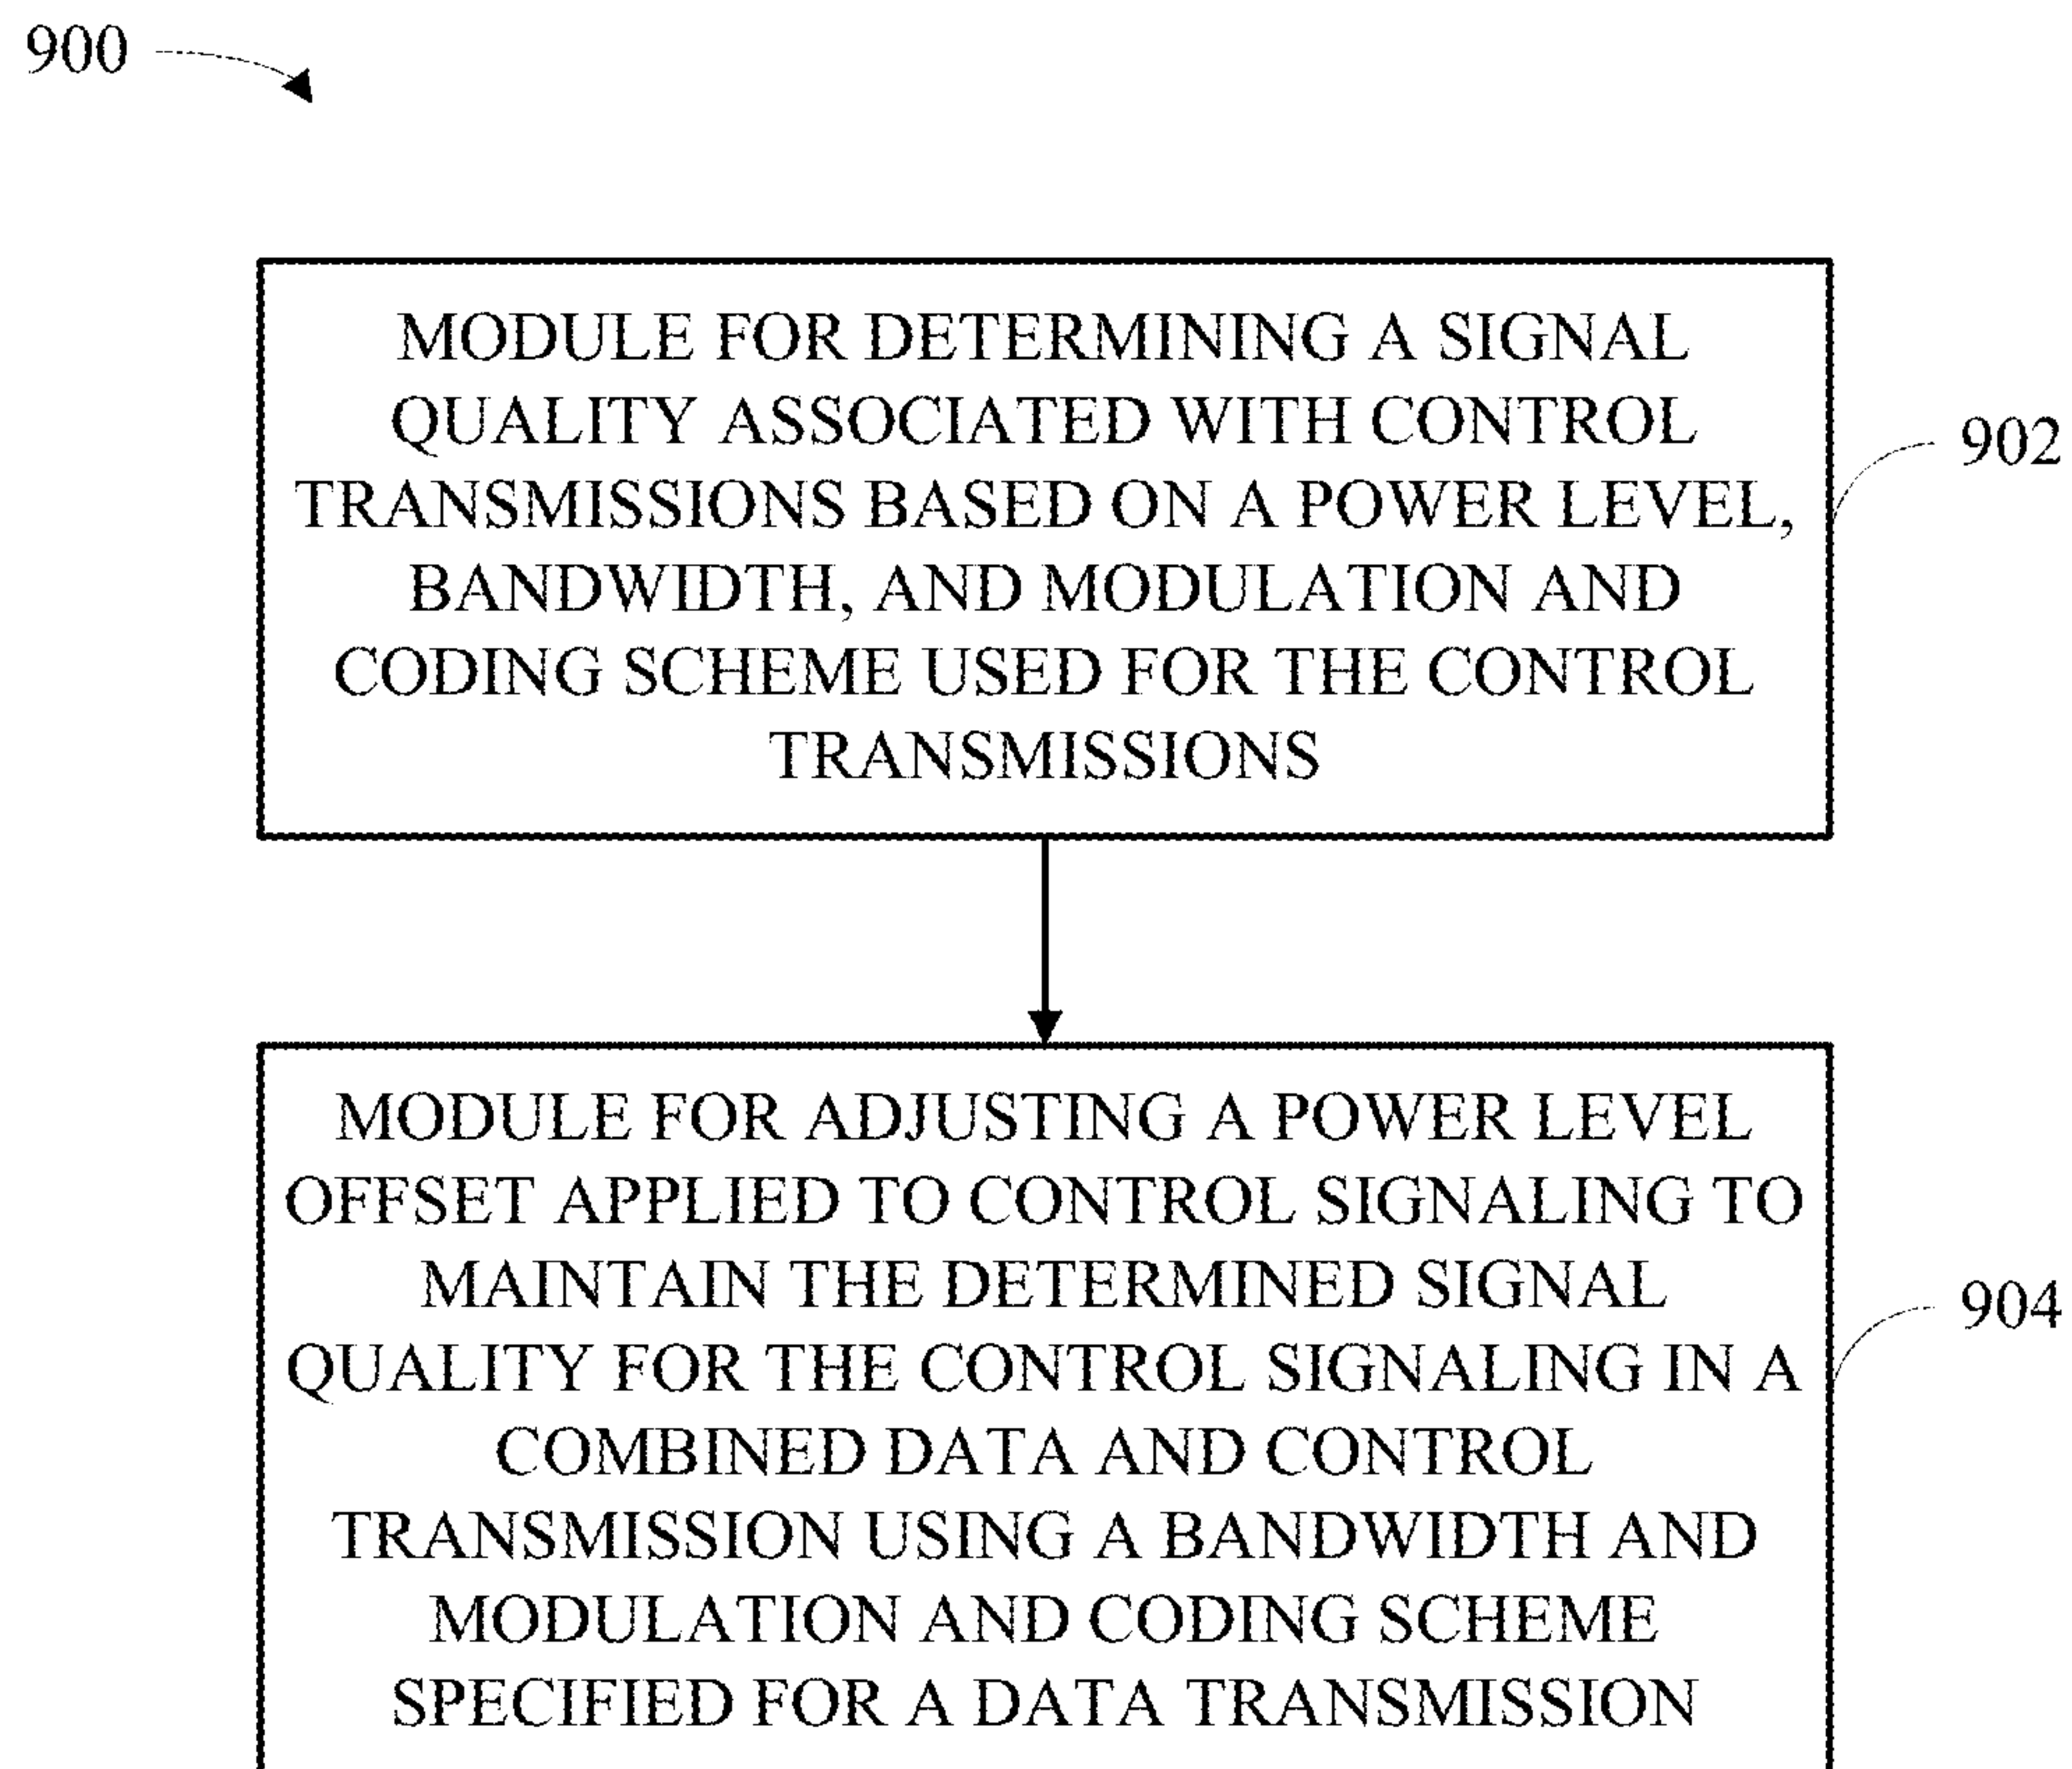 900
MODULE FOR DETERMINING A SIGNAL
QUALITY ASSOCIATED WITH CONTROL
TRANSMISSIONS BASED ON A POWER LEVEL,
BANDWIDTH, AND MODULATION AND
CODING SCHEME USED FOR THE CONTROL
TRANSMISSIONS
902
MODULE FOR ADJUSTING A POWER LEVEL
OFFSET APPLIED TO CONTROL SIGNALING TO
MAINTAIN THE DETERMINED SIGNAL
QUALITY FOR THE CONTROL SIGNALING IN A
COMBINED DATA AND CONTROL
TRANSMISSION USING A BANDWIDTH AND
MODULATION AND CODING SCHEME
SPECIFIED FOR A DATA TRANSMISSION
904